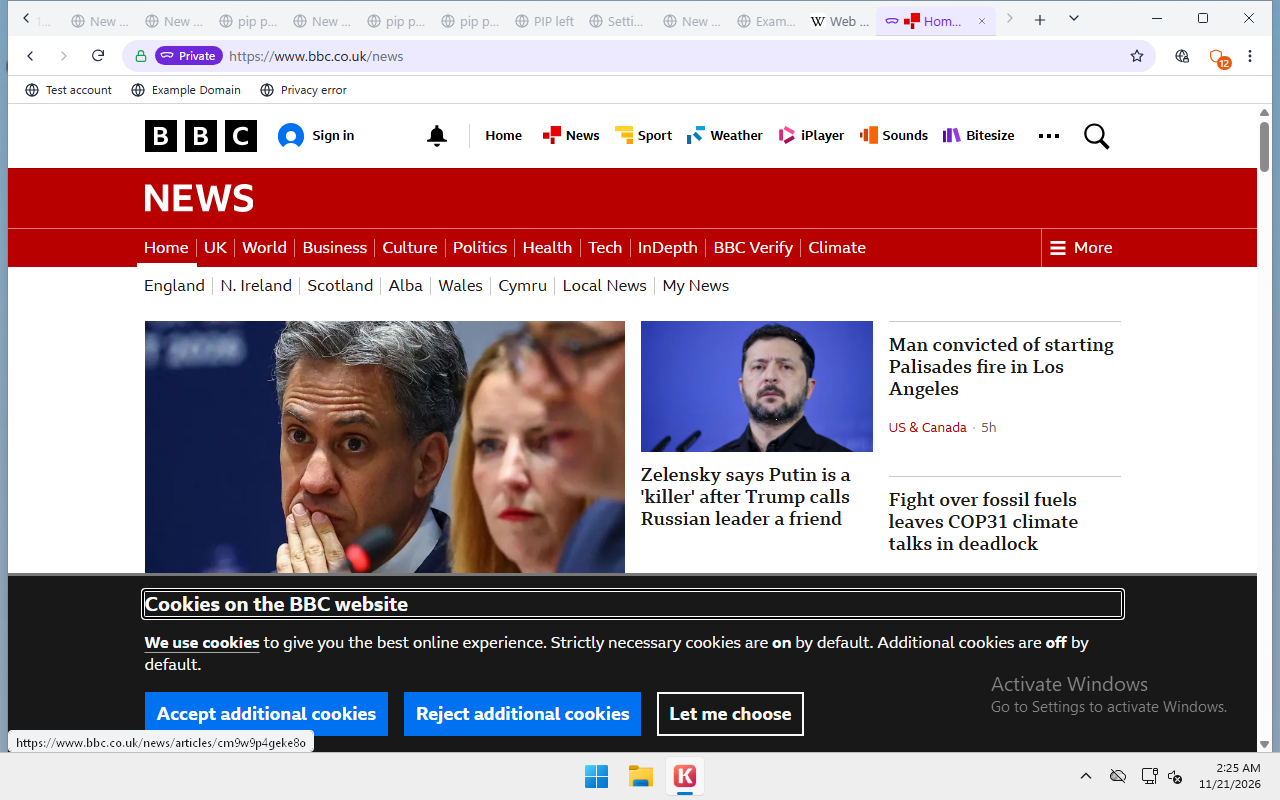 1...
New ...
New ...
pip p...
New ...
pip p...
pip p...
PIP left
Setti...
New ...
Exam...
Web ...
Hom...
Private
https://www.bbc.co.uk/news
12
Test account
Example Domain
Privacy error
BBC
Sign in
Home
News
Sport
Weather
iPlayer
Sounds
Bitesize
NEWS
Home
UK
World
Business
Culture
Politics
Health
Tech
InDepth
BBC Verify
Climate
More
England
N. Ireland
Scotland
Alba
Wales
Cymru
Local News
My News
Zelensky says Putin is a
'killer' after Trump calls
Russian leader a friend
Man convicted of starting
Palisades fire in Los
Angeles
US & Canada · 5h
Fight over fossil fuels
leaves COP31 climate
talks in deadlock
Cookies on the BBC website
We use cookies to give you the best online experience. Strictly necessary cookies are on by default. Additional cookies are off by
default.
Accept additional cookies
Reject additional cookies
Let me choose
Activate Windows
Go to Settings to activate Windows.
https://www.bbc.co.uk/news/articles/cm9w9p4geke8o
K
2:25 AM
11/21/2026